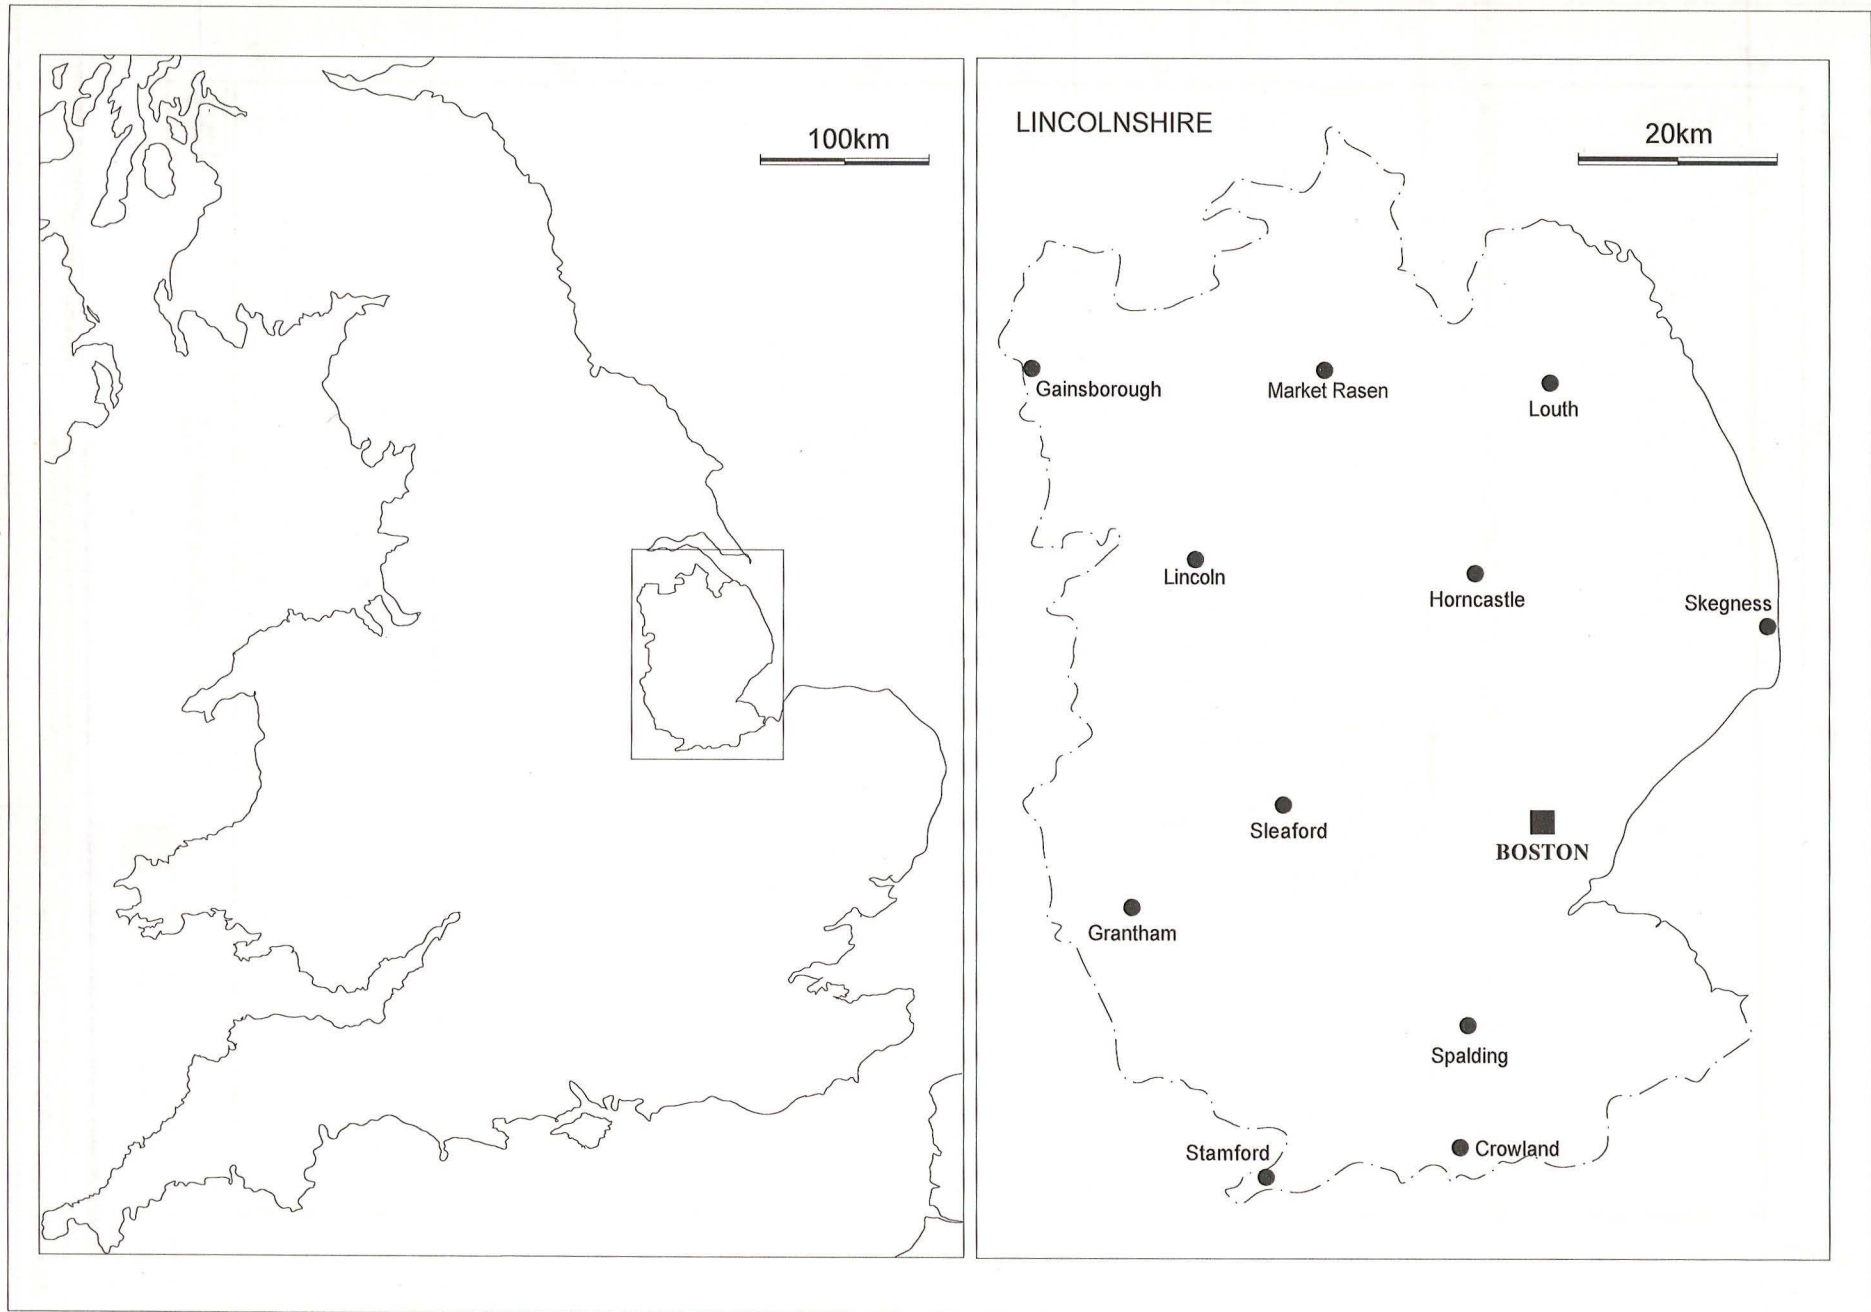 100km
LINCOLNSHIRE
20km
Gainsborough
Market Rasen
Louth
Lincoln
Horncastle
Skegness
Sleaford
BOSTON
Grantham
Spalding
Stamford
Crowland